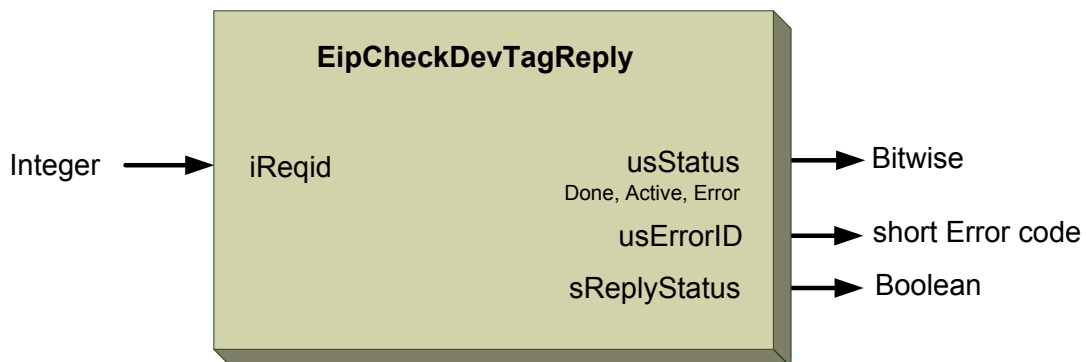 EipCheckDevTagReply
Integer
iReqid
usStatus
Bitwise
Done, Active, Error
usErrorID
short Error code
sReplyStatus
Boolean